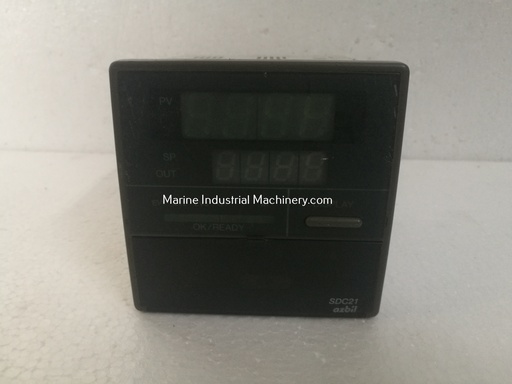 PV
SP
OUT
Marine Industrial Machinery.com
OK/READY
SDC21
azbil